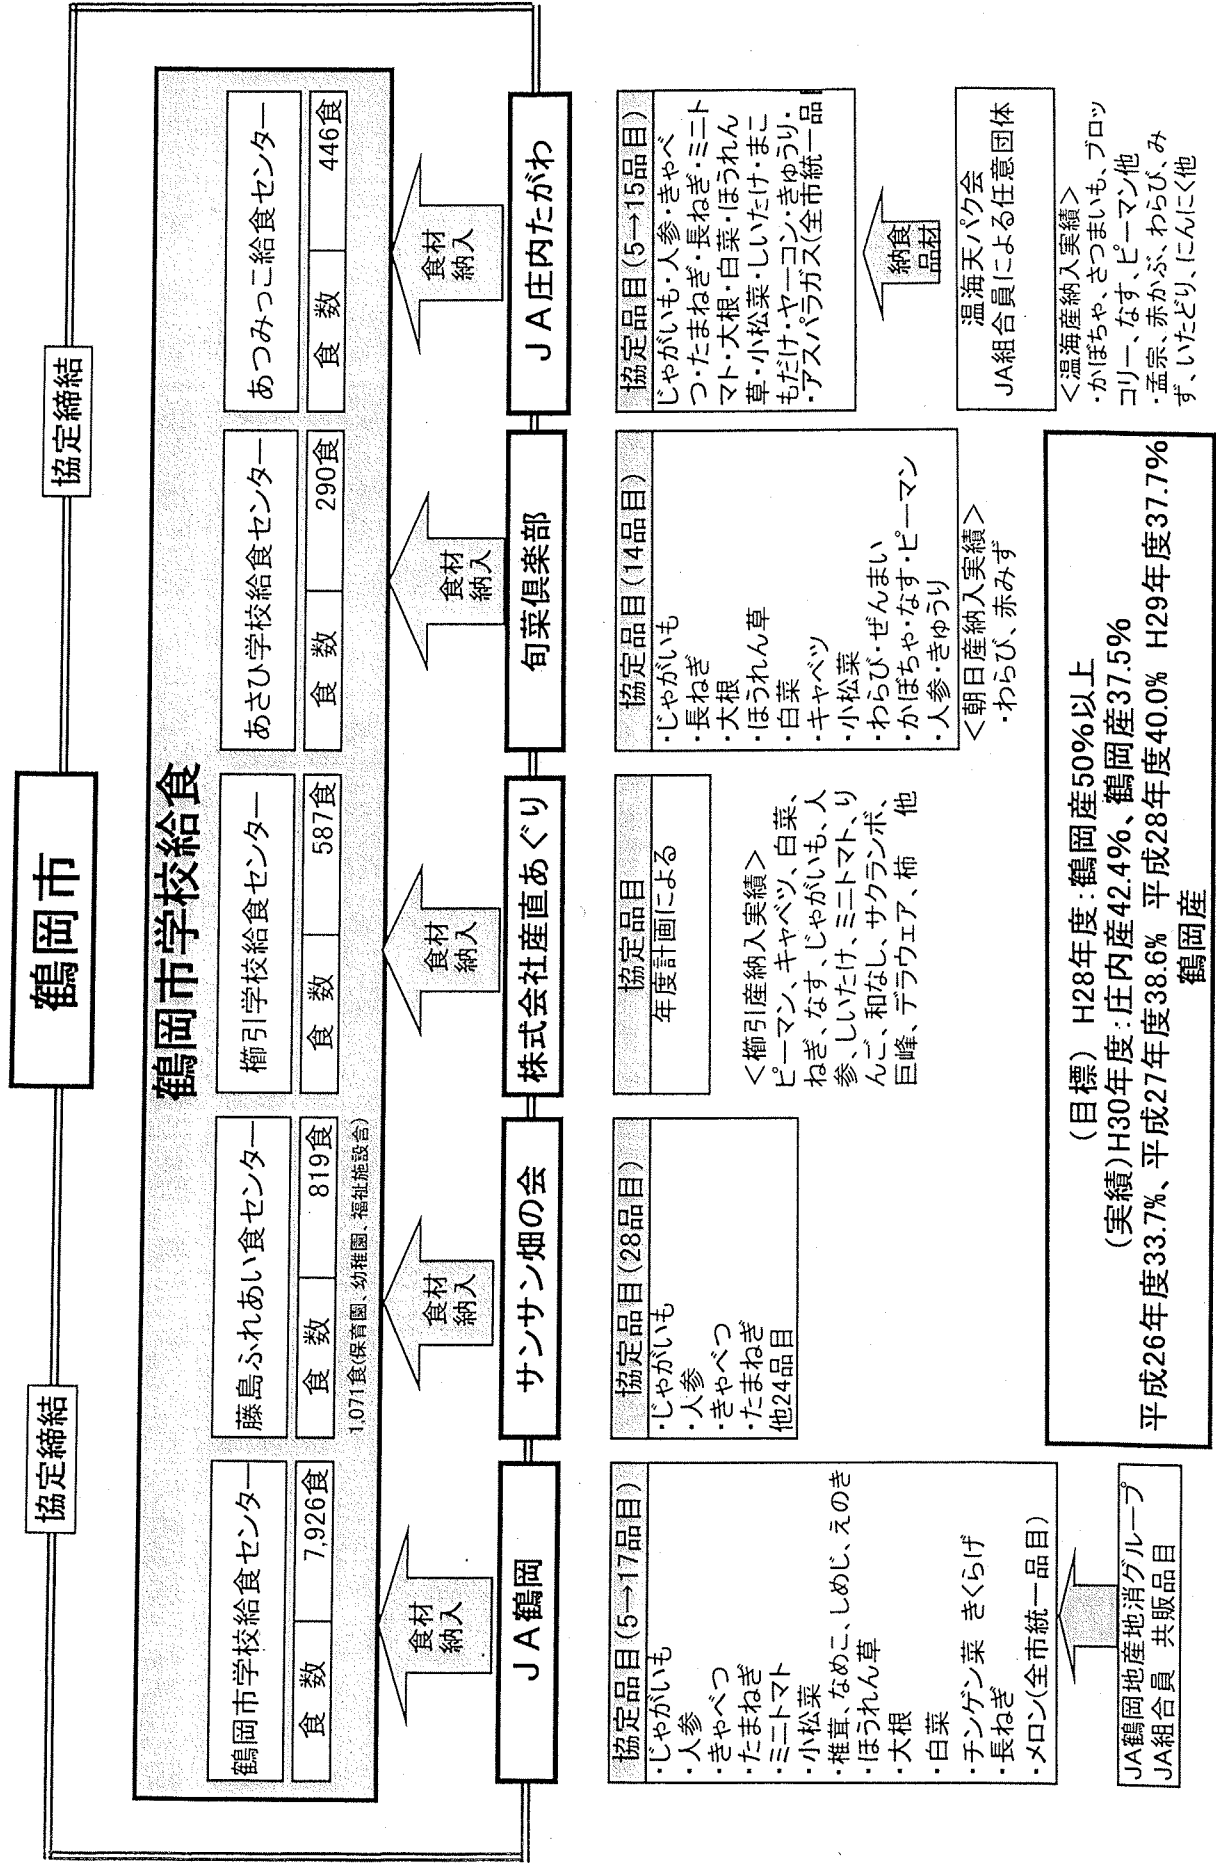 鶴岡市
協定締結
協定締結
鶴岡市学校給食
鶴岡市学校給食センター
食 数
7,926食
藤島ふれあい食センター
食 数
819食
1,071食(保育園、幼稚園、福祉施設含)
櫛引学校給食センター
食 数
587食
あさひ学校給食センター
食 数
290食
あつみっこ給食センター
食 数
446食
食材
納入
食材
納入
食材
納入
食材
納入
食材
納入
JA鶴岡
サンサン畑の会
株式会社産直あぐり
旬菜倶楽部
JA庄内たがわ
協定品目(5→17品目)
・じゃがいも
・人参
・きゃべつ
・たまねぎ
・ミニトマト
・小松菜
・椎茸、なめこ、しめじ、えのき
・ほうれん草
・大根
・白菜
・チンゲン菜 きくらげ
・長ねぎ
・メロン(全市統一品目)
JA鶴岡地産地消グループ
JA組合員 共販品目
協定品目(28品目)
・じゃがいも
・人参
・きゃべつ
・たまねぎ
他24品目
協定品目
年度計画による
<櫛引産納入実績>
ピーマン、キャベツ、白菜、
ねぎ、なす、じゃがいも、人
参、しいたけ、ミニトマト、り
んご、和なし、サクランボ、
巨峰、デラウェア、柿 他
協定品目(14品目)
・じゃがいも
・長ねぎ
・大根
・ほうれん草
・白菜
・キャベツ
・小松菜
・わらび・ぜんまい
・かぼちゃ・なす・ピーマン
・人参・きゅうり
<朝日産納入実績>
・わらび、赤みず
協定品目(5→15品目)
じゃがいも・人参・きゃべ
つ・たまねぎ・長ねぎ・ミニト
マト・大根・白菜・ほうれん
草・小松菜・しいたけ・まこ
もだけ・ヤーコン・きゅうり・
・アスパラガス(全市統一品
納食
品材
温海天パク会
JA組合員による任意団体
<温海産納入実績>
・かぼちゃ、さつまいも、ブロッ
コリー、なす、ピーマン他
・孟宗、赤かぶ、わらび、み
ず、いたどり、にんにく他
(目標) H28年度:鶴岡産50%以上
(実績)H30年度:庄内産42.4%、鶴岡産37.5%
平成26年度33.7%、平成27年度38.6% 平成28年度40.0% H29年度37.7%
鶴岡産